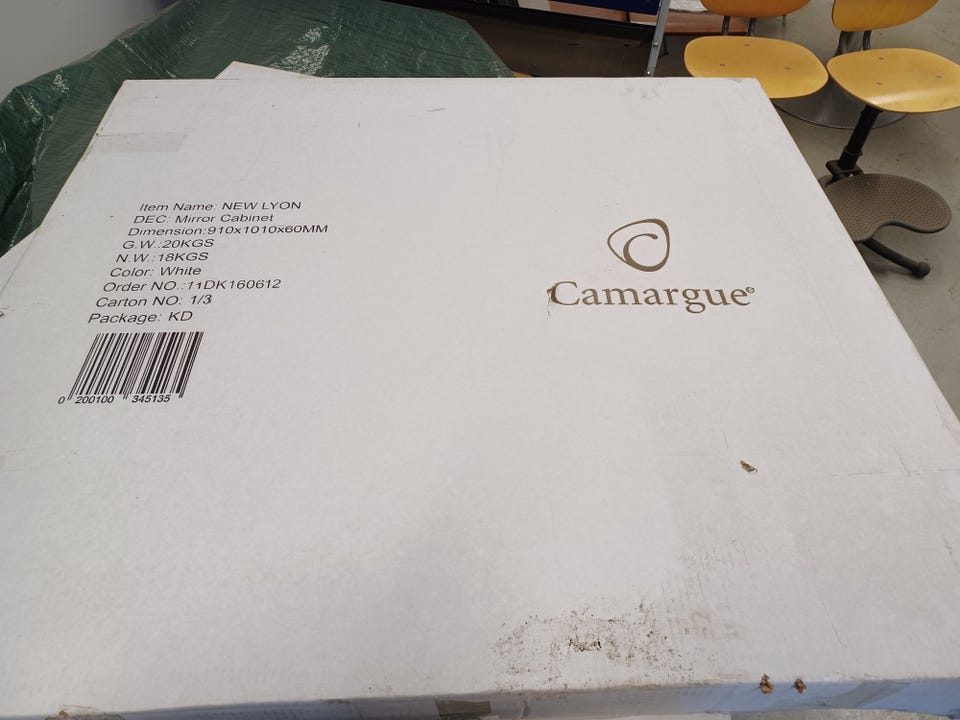 Item Name: NEW LYON
DEC: Mirror Cabinet
Dimension:910x1010x60MM
G.W.:20KGS
N.W.:18KGS
Color: White
Order NO.:11DK160612
Carton NO: 1/3
Package: KD
0 200100 345135
Camargue®